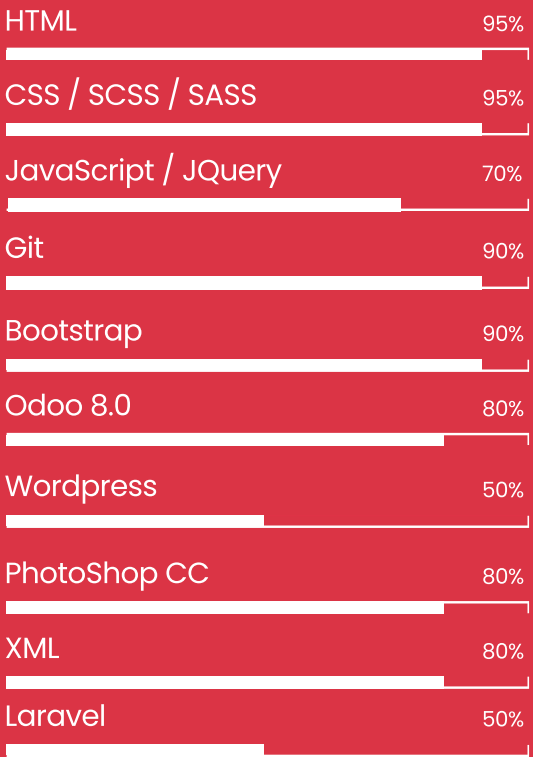 HTML 95%
CSS / SCSS / SASS 95%
JavaScript / JQuery 70%
Git 90%
Bootstrap 90%
Odoo 8.0 80%
Wordpress 50%
PhotoShop CC 80%
XML 80%
Laravel 50%